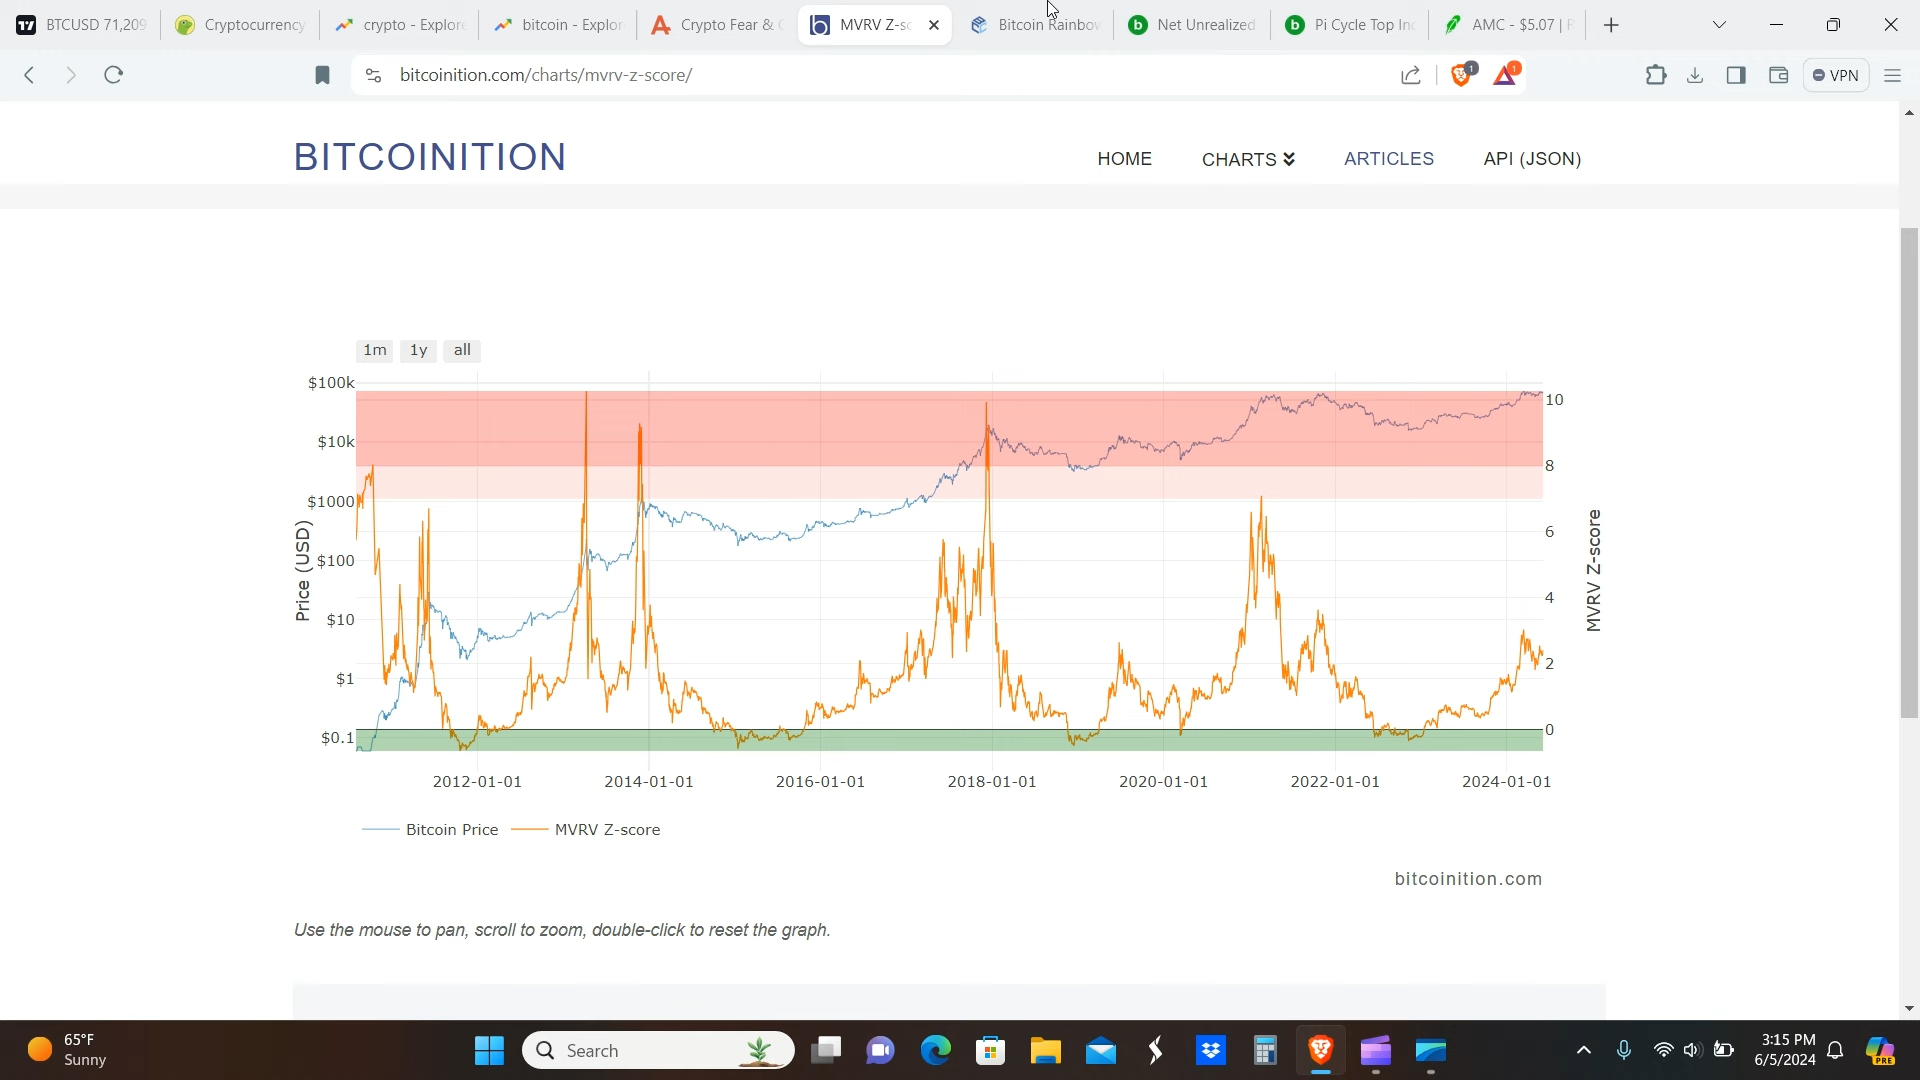 BTCUSD 71,209
Cryptocurrency
crypto - Explore
bitcoin - Explor
Crypto Fear & G
MVRV Z-sc
Bitcoin Rainbow
Net Unrealized
Pi Cycle Top Inc
AMC - $5.07 | R
bitcoinition.com/charts/mvrv-z-score/
1
1
VPN
BITCOINITION
HOME
CHARTS
ARTICLES
API (JSON)
1m
1y
all
$100k
$10k
$1000
$100
$10
$1
$0.1
Price (USD)
10
8
6
4
2
0
MVRV Z-score
2012-01-01
2014-01-01
2016-01-01
2018-01-01
2020-01-01
2022-01-01
2024-01-01
Bitcoin Price
MVRV Z-score
bitcoinition.com
Use the mouse to pan, scroll to zoom, double-click to reset the graph.
65°F
Sunny
Search
3:15 PM
6/5/2024
PRE